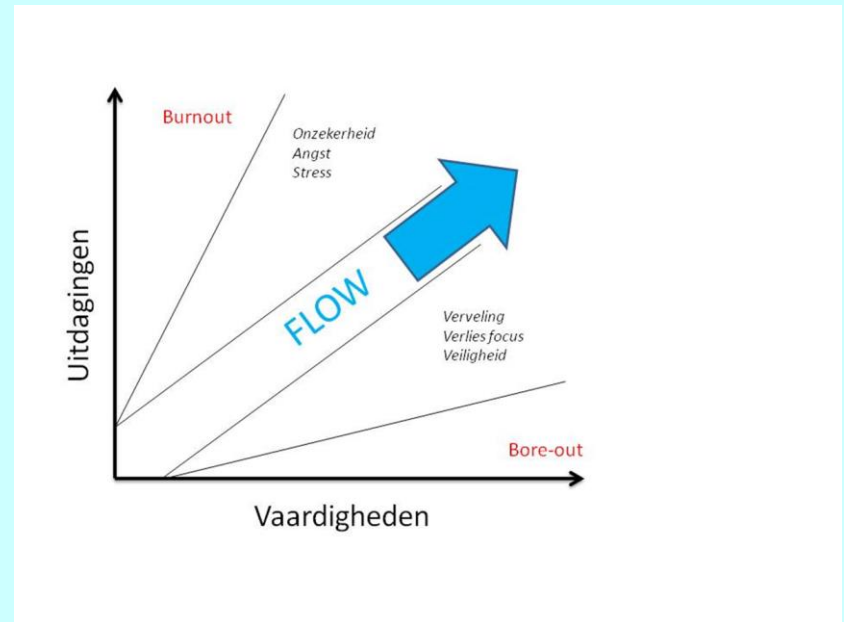 Burnout
Onzekerheid
Angst
Stress
Uitdagingen
FLOW
Verveling
Verlies focus
Veiligheid
Bore-out
Vaardigheden